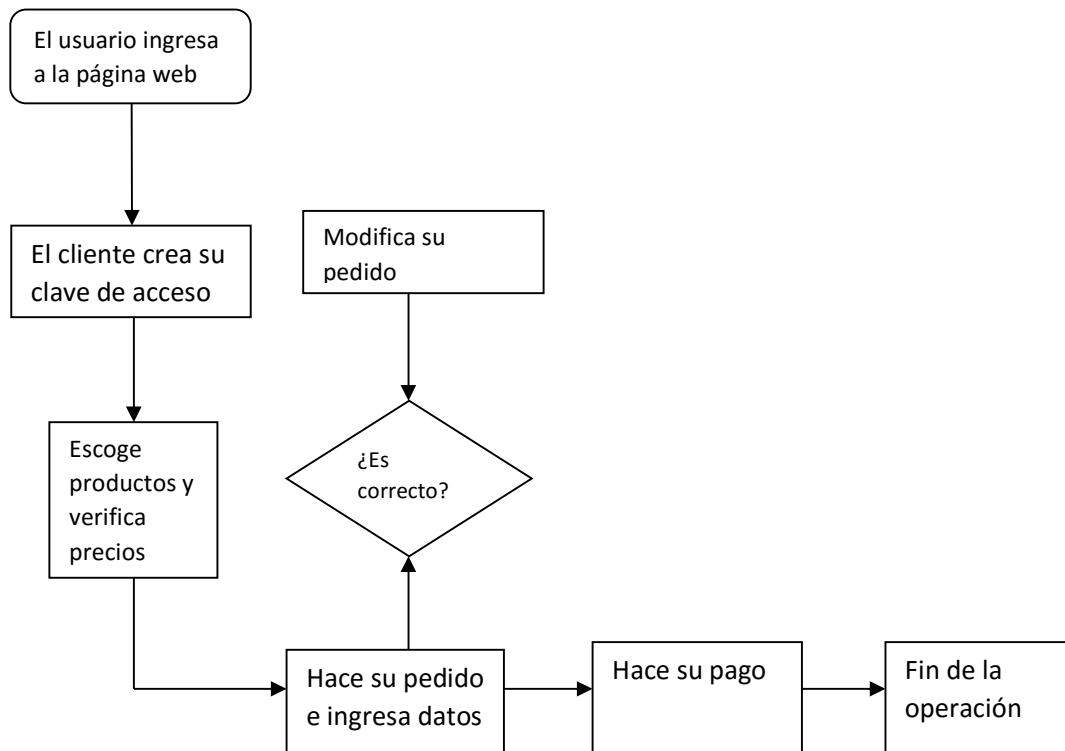 El usuario ingresa
a la página web
El cliente crea su
clave de acceso
Modifica su
pedido
Escoge
productos y
verifica
precios
¿Es
correcto?
Hace su pedido
e ingresa datos
Hace su pago
Fin de la
operación